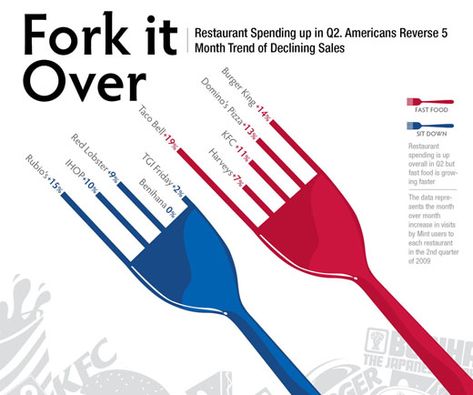 Fork it
Over
Restaurant Spending up in Q2. Americans Reverse 5
Month Trend of Declining Sales
Burger King +14%
Domino's Pizza +13%
KFC +11%
Harveys +7%
Taco Bell +19%
TGI Friday +2%
Benihana 0%
Red Lobster +9%
IHOP +10%
Rubio's +15%
FAST FOOD
SIT DOWN
Restaurant
spending is up
overall in Q2 but
fast food is grow-
ing faster
The data repre-
sents the month
over month
increase in visits
by Mint users to
each restaurant
in the 2nd quarter
of 2009
KFC
THE JAPANESE